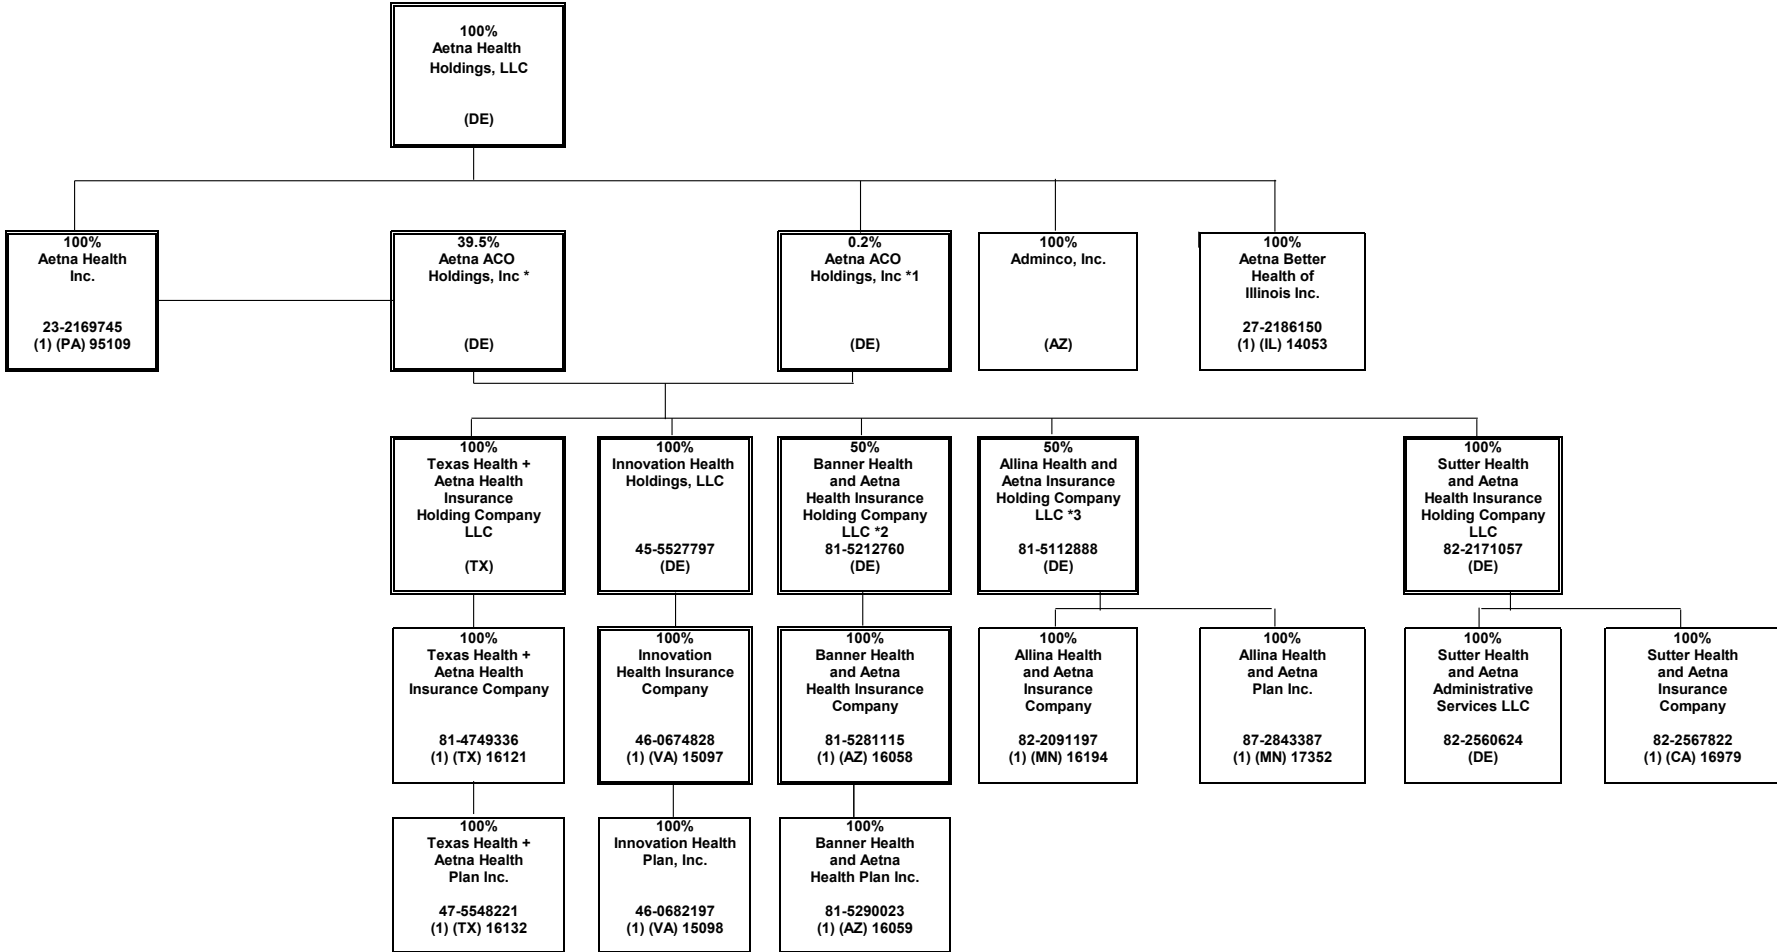 100%
Aetna Health
Holdings, LLC
(DE)
100%
Aetna Health
Inc.
23-2169745
(1) (PA) 95109
39.5%
Aetna ACO
Holdings, Inc *
(DE)
0.2%
Aetna ACO
Holdings, Inc *1
(DE)
100%
Adminco, Inc.
(AZ)
100%
Aetna Better
Health of
Illinois Inc.
27-2186150
(1) (IL) 14053
100%
Texas Health +
Aetna Health
Insurance
Holding Company
LLC
(TX)
100%
Innovation Health
Holdings, LLC
45-5527797
(DE)
50%
Banner Health
and Aetna
Health Insurance
Holding Company
LLC *2
81-5212760
(DE)
50%
Allina Health and
Aetna Insurance
Holding Company
LLC *3
81-5112888
(DE)
100%
Sutter Health
and Aetna
Health Insurance
Holding Company
LLC
82-2171057
(DE)
100%
Texas Health +
Aetna Health
Insurance Company
81-4749336
(1) (TX) 16121
100%
Innovation
Health Insurance
Company
46-0674828
(1) (VA) 15097
100%
Banner Health
and Aetna
Health Insurance
Company
81-5281115
(1) (AZ) 16058
100%
Allina Health
and Aetna
Insurance
Company
82-2091197
(1) (MN) 16194
100%
Allina Health
and Aetna
Plan Inc.
87-2843387
(1) (MN) 17352
100%
Sutter Health
and Aetna
Administrative
Services LLC
82-2560624
(DE)
100%
Sutter Health
and Aetna
Insurance
Company
82-2567822
(1) (CA) 16979
100%
Texas Health +
Aetna Health
Plan Inc.
47-5548221
(1) (TX) 16132
100%
Innovation Health
Plan, Inc.
46-0682197
(1) (VA) 15098
100%
Banner Health
and Aetna
Health Plan Inc.
81-5290023
(1) (AZ) 16059